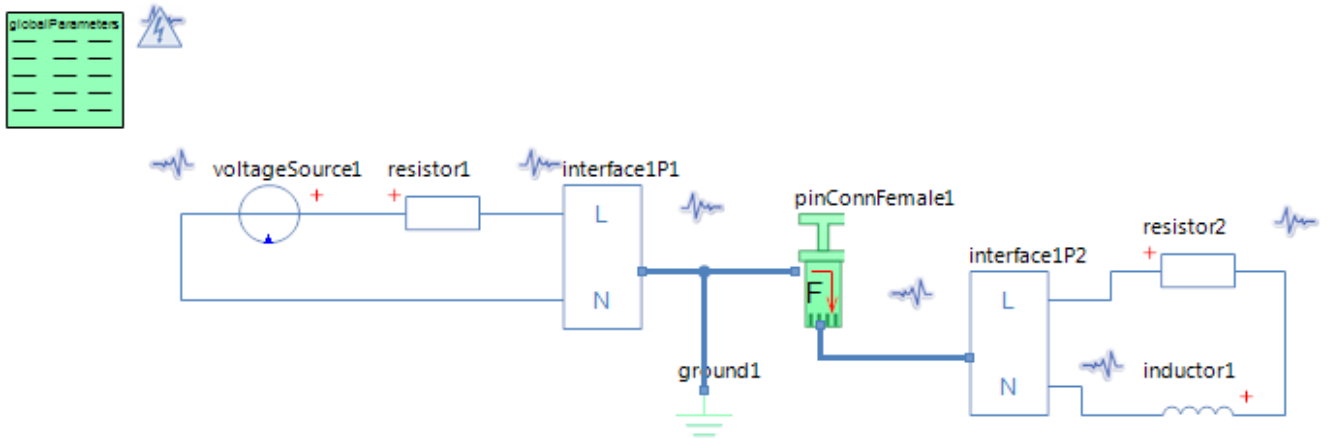 globalParameters
voltageSource1
resistor1
interface1P1
L
N
pinConnFemale1
F
ground1
interface1P2
L
N
resistor2
inductor1